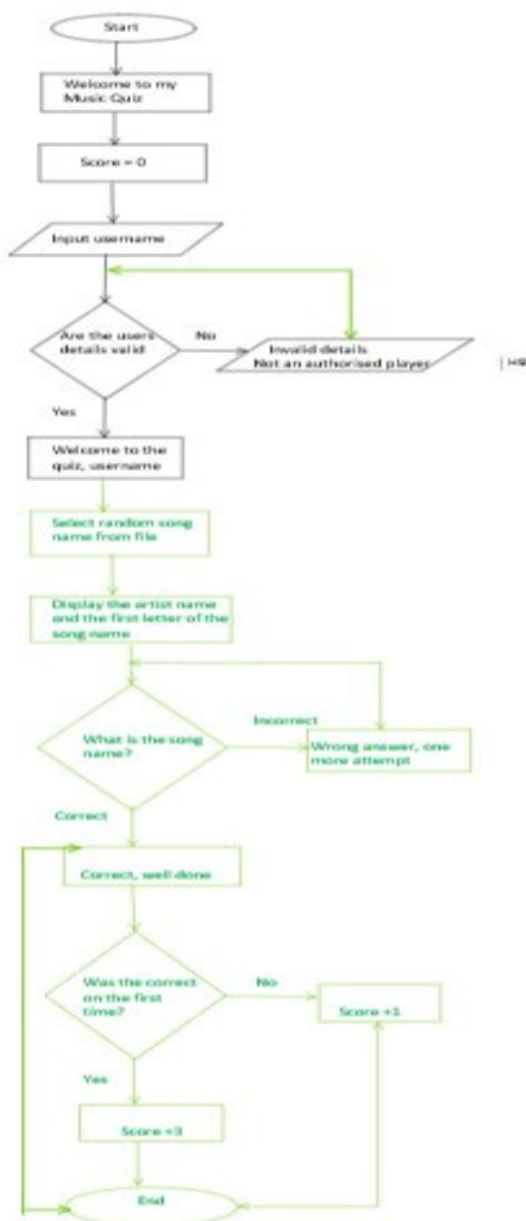 Start
Welcome to my
Music Quiz
Score = 0
Input username
Are the users
details valid!
No
Invalid details
Not an authorised player
Yes
Welcome to the
quiz, username
Select random song
name from file
Display the artist name
and the first letter of the
song name
What is the song
name?
Incorrect
Wrong answer, one
more attempt
Correct
Correct, well done
Was the correct
on the first
time?
No
Score +1
Yes
Score +3
End